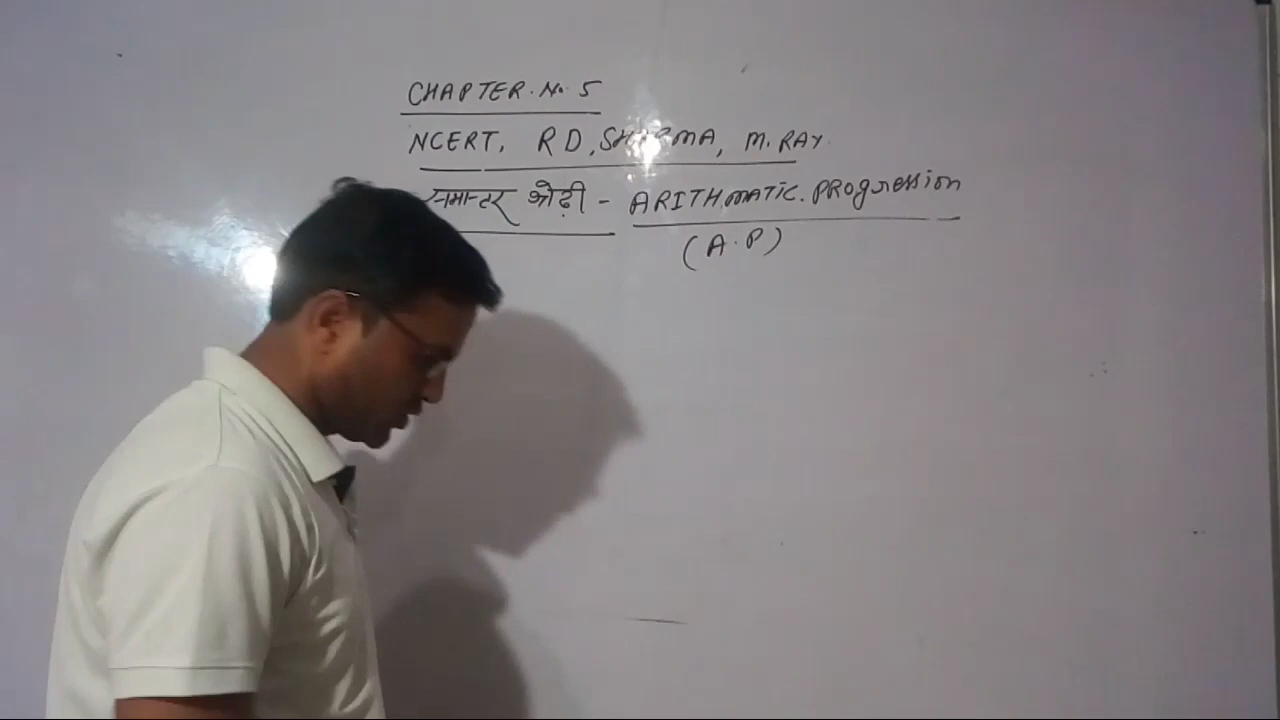 CHAPTER. No. 5
NCERT, RD, SHARMA, M. RAY.
समान्तर श्रेढ़ी - ARITHMATIC. PROgression
(A.P)